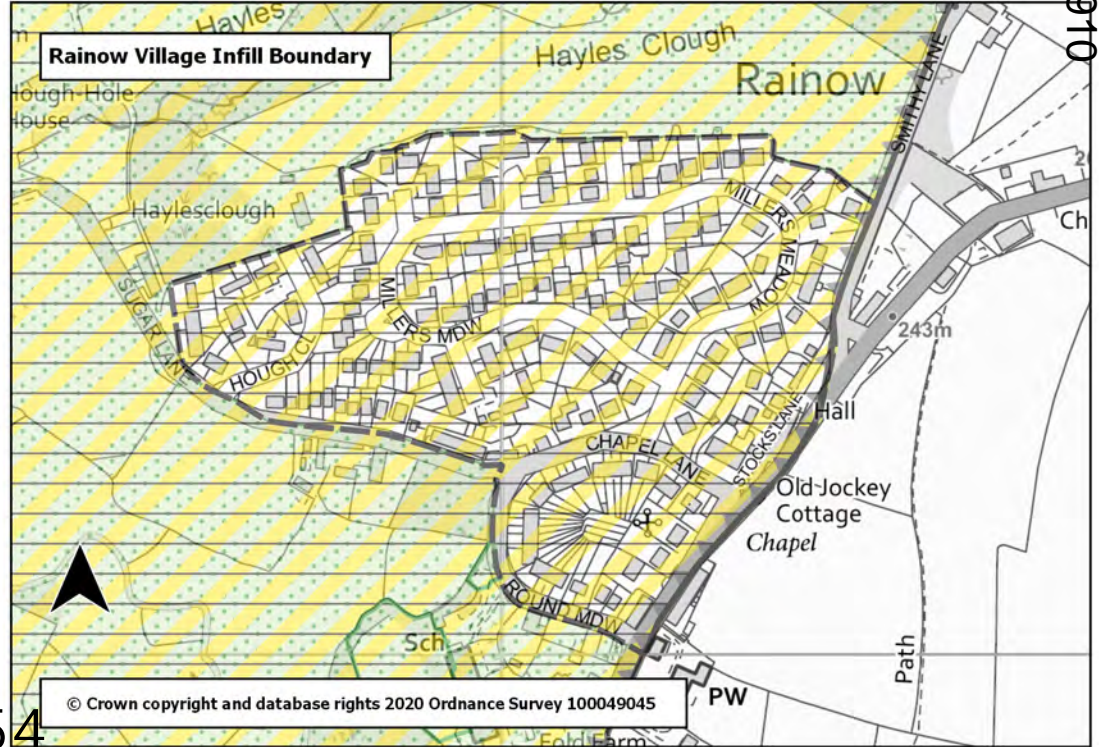 Hayles
Rainow Village Infill Boundary
Hayles Clough
Rainow
910
SMITHY LANE
House
Haylesclough
MILLERS MEADOW
Ch
SUGAR LANE
MILLERS MDW
243m
HOUGH CL
Hall
STOCKS LANE
CHAPEL LANE
Old Jockey
Cottage
Chapel
ROUND MDW
Sch
Path
PW
© Crown copyright and database rights 2020 Ordnance Survey 100049045
54
Fold Farm